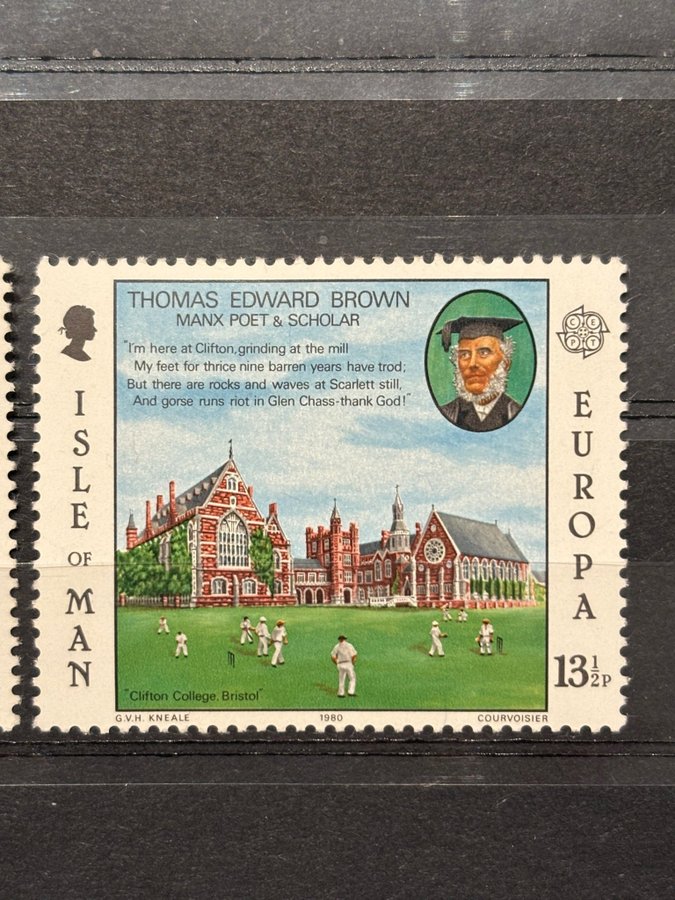 THOMAS EDWARD BROWN
MANX POET & SCHOLAR
"I'm here at Clifton, grinding at the mill
My feet for thrice nine barren years have trod;
But there are rocks and waves at Scarlett still,
And gorse runs riot in Glen Chass-thank God!"
ISLE OF MAN
CEPT
EUROPA
13½P
"Clifton College, Bristol"
G.V.H. KNEALE 1980 COURVOISIER